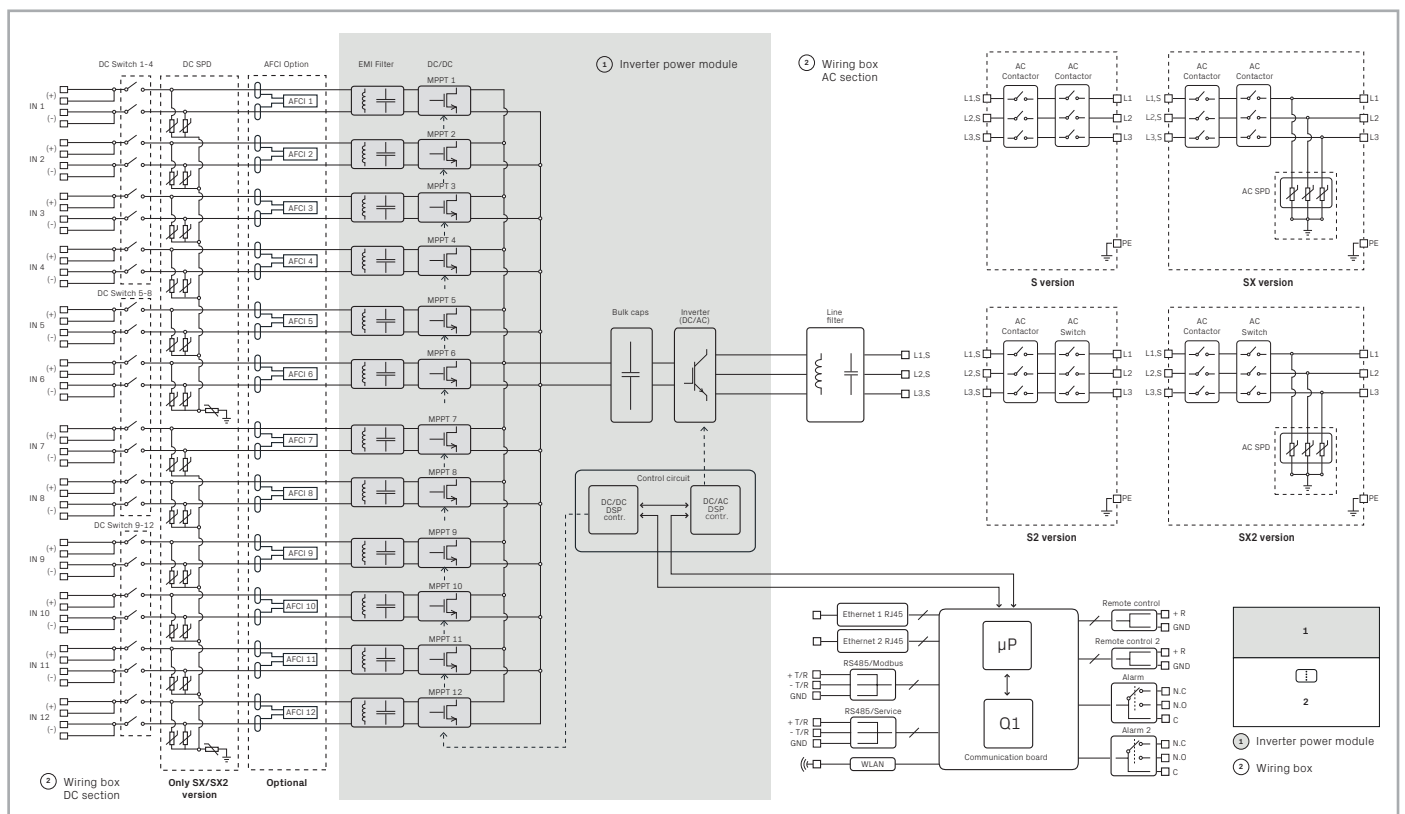 DC Switch 1-4
DC SPD
AFCI Option
EMI Filter
DC/DC
1 Inverter power module
2 Wiring box
AC section
(+)
IN 1
(-)
AFCI 1
MPPT 1
(+)
IN 2
(-)
AFCI 2
MPPT 2
(+)
IN 3
(-)
AFCI 3
MPPT 3
(+)
IN 4
(-)
AFCI 4
MPPT 4
DC Switch 5-8
(+)
IN 5
(-)
AFCI 5
MPPT 5
(+)
IN 6
(-)
AFCI 6
MPPT 6
(+)
IN 7
(-)
AFCI 7
MPPT 7
(+)
IN 8
(-)
AFCI 8
MPPT 8
DC Switch 9-12
(+)
IN 9
(-)
AFCI 9
MPPT 9
(+)
IN 10
(-)
AFCI 10
MPPT 10
(+)
IN 11
(-)
AFCI 11
MPPT 11
(+)
IN 12
(-)
AFCI 12
MPPT 12
2 Wiring box
DC section
Only SX/SX2
version
Optional
Bulk caps
Inverter
(DC/AC)
Line
filter
L1,S
L2,S
L3,S
Control circuit
DC/DC
DSP
contr.
DC/AC
DSP
contr.
AC
Contactor
AC
Contactor
L1,S
L2,S
L3,S
L1
L2
L3
PE
S version
AC
Contactor
AC
Contactor
L1,S
L2,S
L3,S
L1
L2
L3
AC SPD
PE
SX version
AC
Contactor
AC
Switch
L1,S
L2,S
L3,S
L1
L2
L3
PE
S2 version
AC
Contactor
AC
Switch
L1,S
L2,S
L3,S
L1
L2
L3
AC SPD
PE
SX2 version
Ethernet 1 RJ45
Ethernet 2 RJ45
RS485/Modbus
+ T/R
- T/R
GND
RS485/Service
+ T/R
- T/R
GND
WLAN
µP
Q1
Communication board
Remote control
+ R
GND
Remote control 2
+ R
GND
Alarm
N.C
N.O
C
Alarm 2
N.C
N.O
C
1
2
1 Inverter power module
2 Wiring box